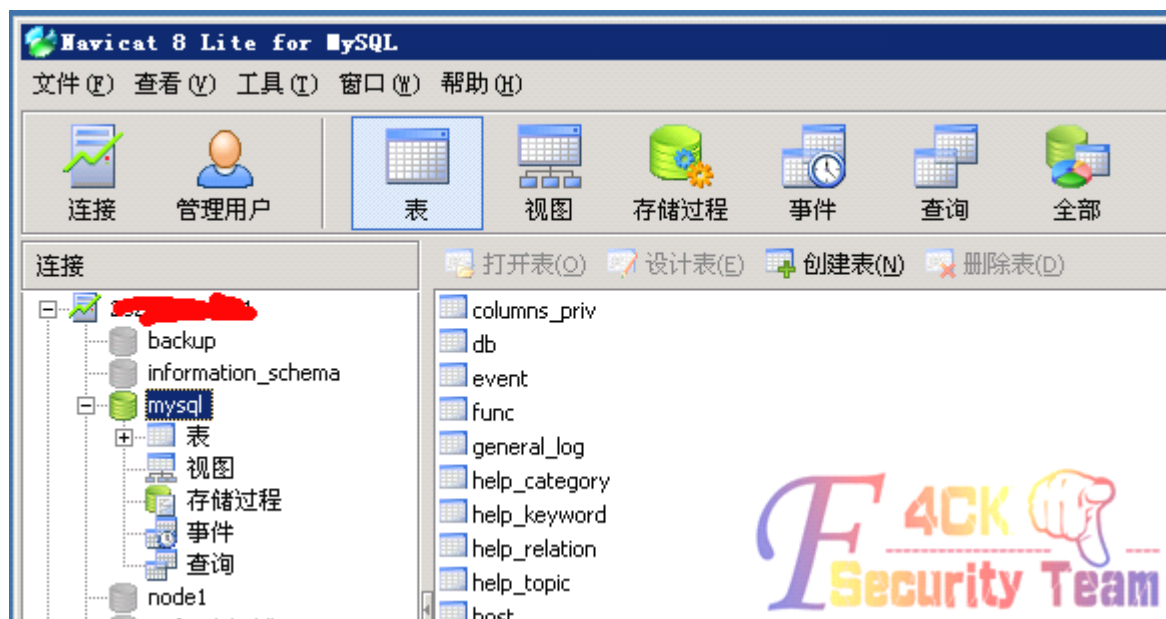 Navicat 8 Lite for MySQL
文件(F) 查看(V) 工具(T) 窗口(W) 帮助(H)
连接 管理用户 表 视图 存储过程 事件 查询 全部
连接
打开表(O) 设计表(E) 创建表(N) 删除表(D)
backup
information_schema
mysql
表
视图
存储过程
事件
查询
node1
columns_priv
db
event
func
general_log
help_category
help_keyword
help_relation
help_topic
host
F4CK
Security Team